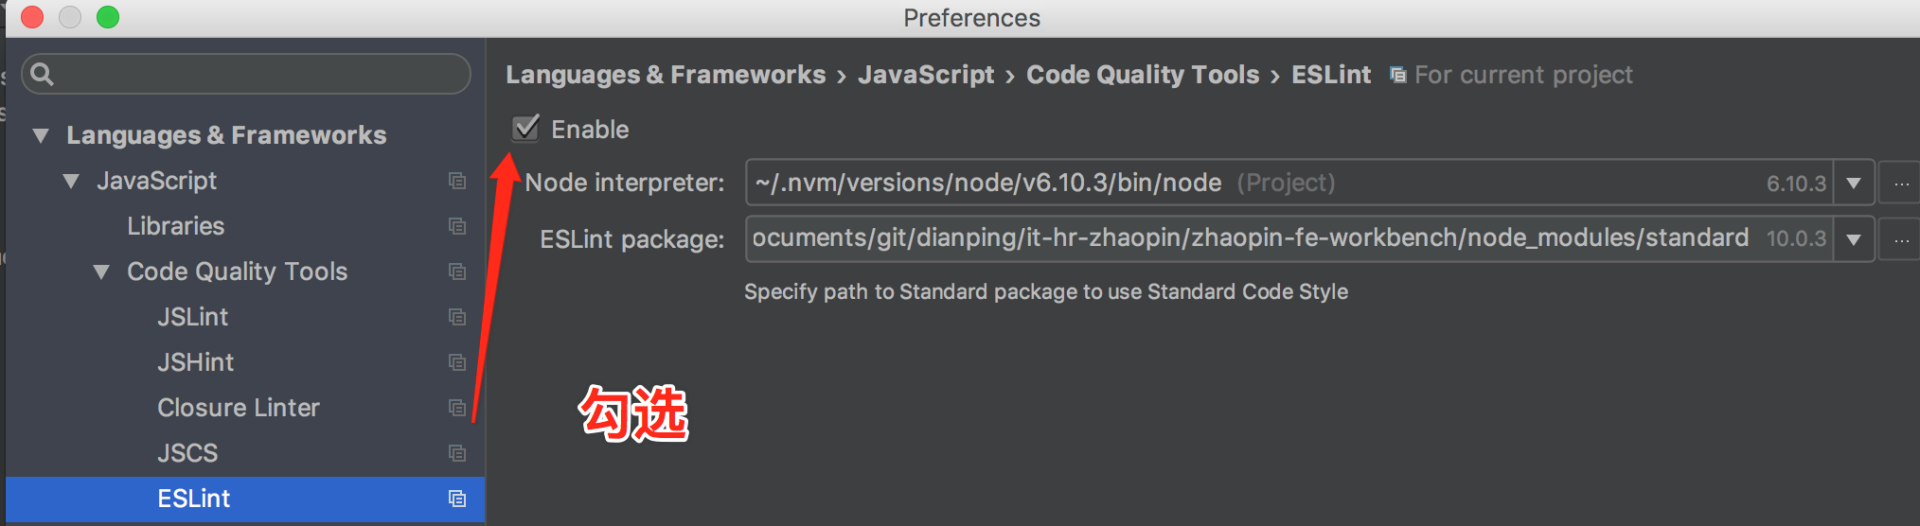 Preferences
Languages & Frameworks › JavaScript › Code Quality Tools › ESLint For current project
Languages & Frameworks
JavaScript
Libraries
Code Quality Tools
JSLint
JSHint
Closure Linter
JSCS
ESLint
Enable
Node interpreter: ~/.nvm/versions/node/v6.10.3/bin/node (Project) 6.10.3 ...
ESLint package: ocuments/git/dianping/it-hr-zhaopin/zhaopin-fe-workbench/node_modules/standard 10.0.3 ...
Specify path to Standard package to use Standard Code Style
勾选